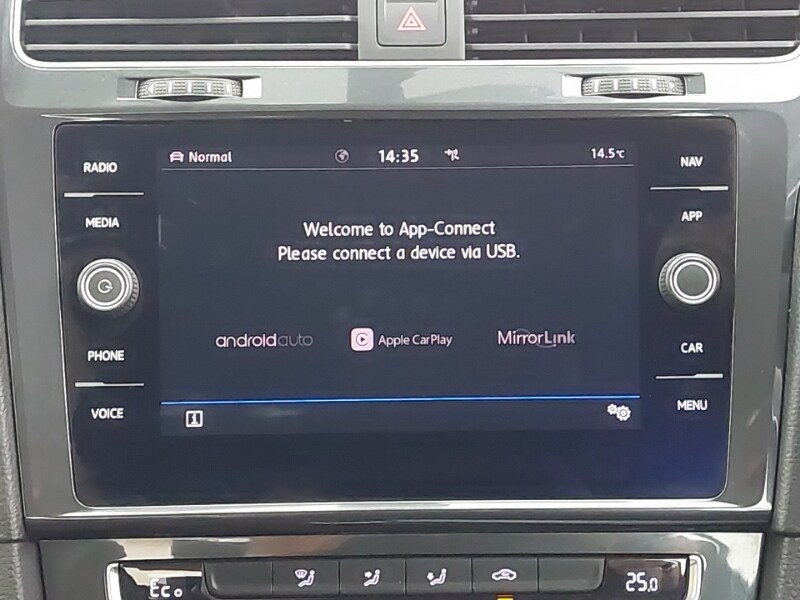 RADIO
MEDIA
PHONE
VOICE
Normal 14:35 14.5°C
Welcome to App-Connect
Please connect a device via USB.
androidauto Apple CarPlay MirrorLink
i
NAV
APP
CAR
MENU
Eco 25.0